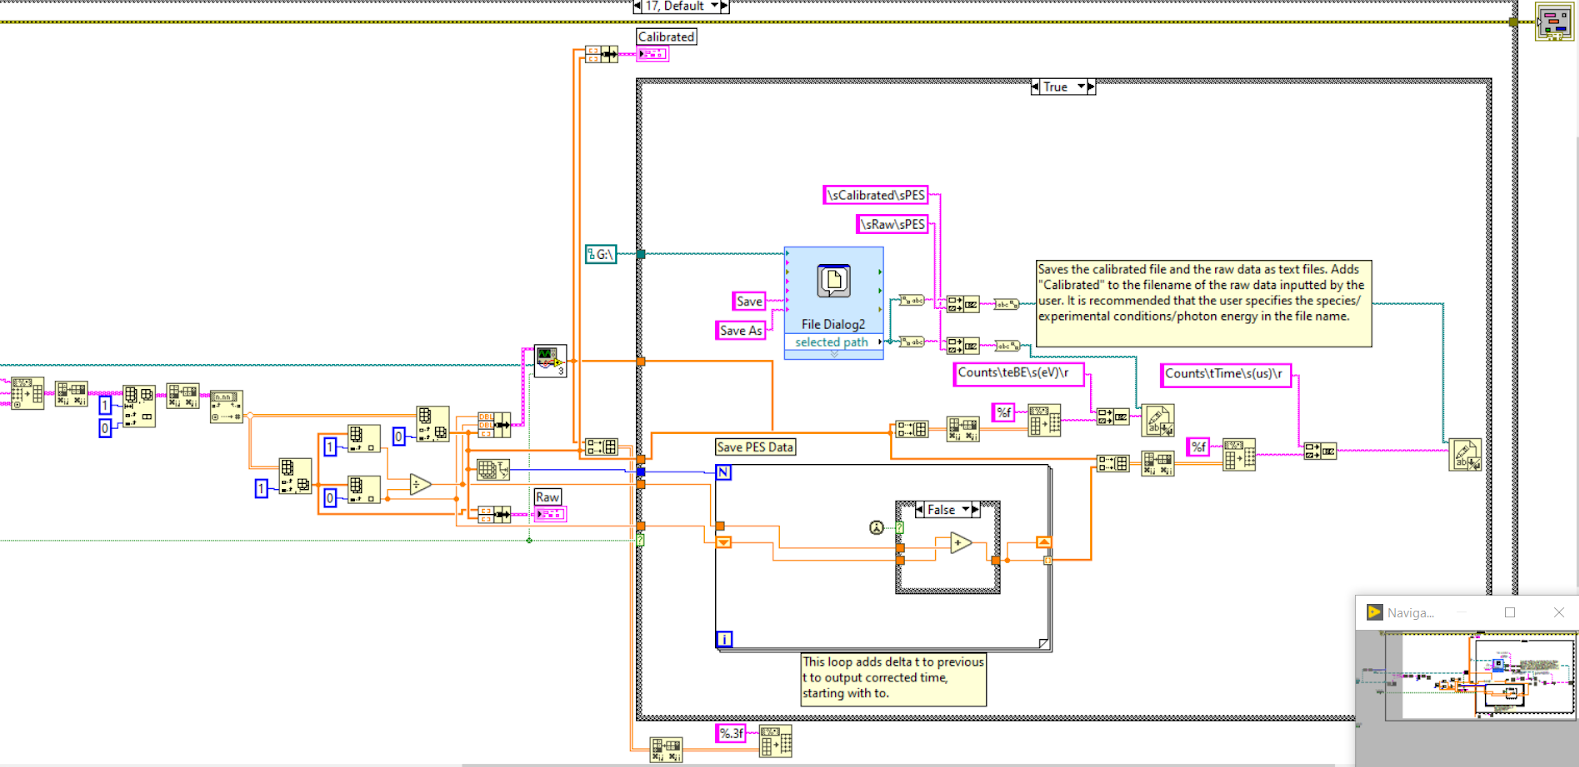 17, Default
Calibrated
True
\sCalibrated\sPES
\sRaw\sPES
G:\
Save
Save As
File Dialog2
selected path
Saves the calibrated file and the raw data as text files. Adds
"Calibrated" to the filename of the raw data inputted by the
user. It is recommended that the user specifies the species/
experimental conditions/photon energy in the file name.
3
Counts\teBE\s(eV)\r
Counts\tTime\s(us)\r
%f
%f
1
0
1
0
1
0
DBL
DBL
Save PES Data
N
Raw
False
i
This loop adds delta t to previous
t to output corrected time,
starting with to.
%.3f
Naviga...